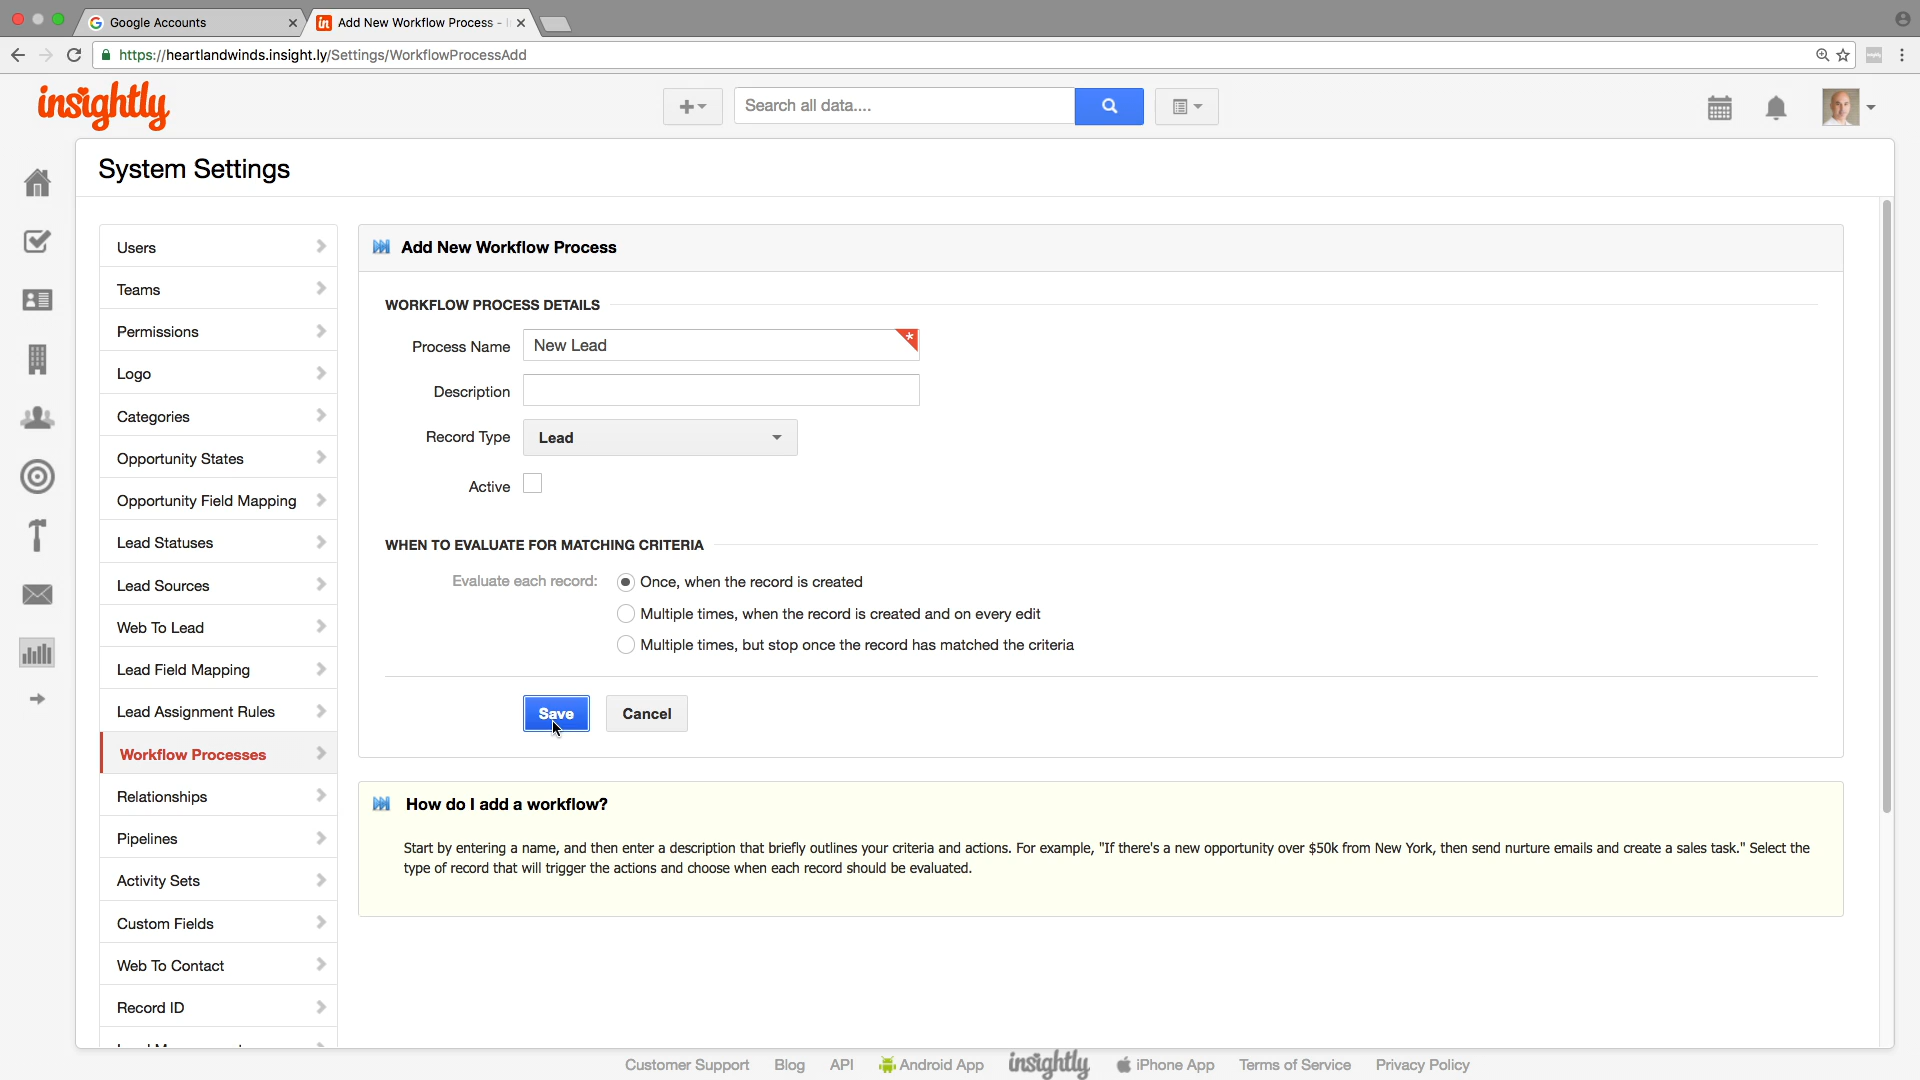 Google Accounts
Add New Workflow Process -
https://heartlandwinds.insight.ly/Settings/WorkflowProcessAdd
insightly
Search all data....
System Settings
Users
Teams
Permissions
Logo
Categories
Opportunity States
Opportunity Field Mapping
Lead Statuses
Lead Sources
Web To Lead
Lead Field Mapping
Lead Assignment Rules
Workflow Processes
Relationships
Pipelines
Activity Sets
Custom Fields
Web To Contact
Record ID
Add New Workflow Process
WORKFLOW PROCESS DETAILS
Process Name New Lead *
Description
Record Type Lead
Active
WHEN TO EVALUATE FOR MATCHING CRITERIA
Evaluate each record: Once, when the record is created
Multiple times, when the record is created and on every edit
Multiple times, but stop once the record has matched the criteria
Save Cancel
How do I add a workflow?
Start by entering a name, and then enter a description that briefly outlines your criteria and actions. For example, "If there's a new opportunity over $50k from New York, then send nurture emails and create a sales task." Select the
type of record that will trigger the actions and choose when each record should be evaluated.
Customer Support Blog API Android App insightly iPhone App Terms of Service Privacy Policy